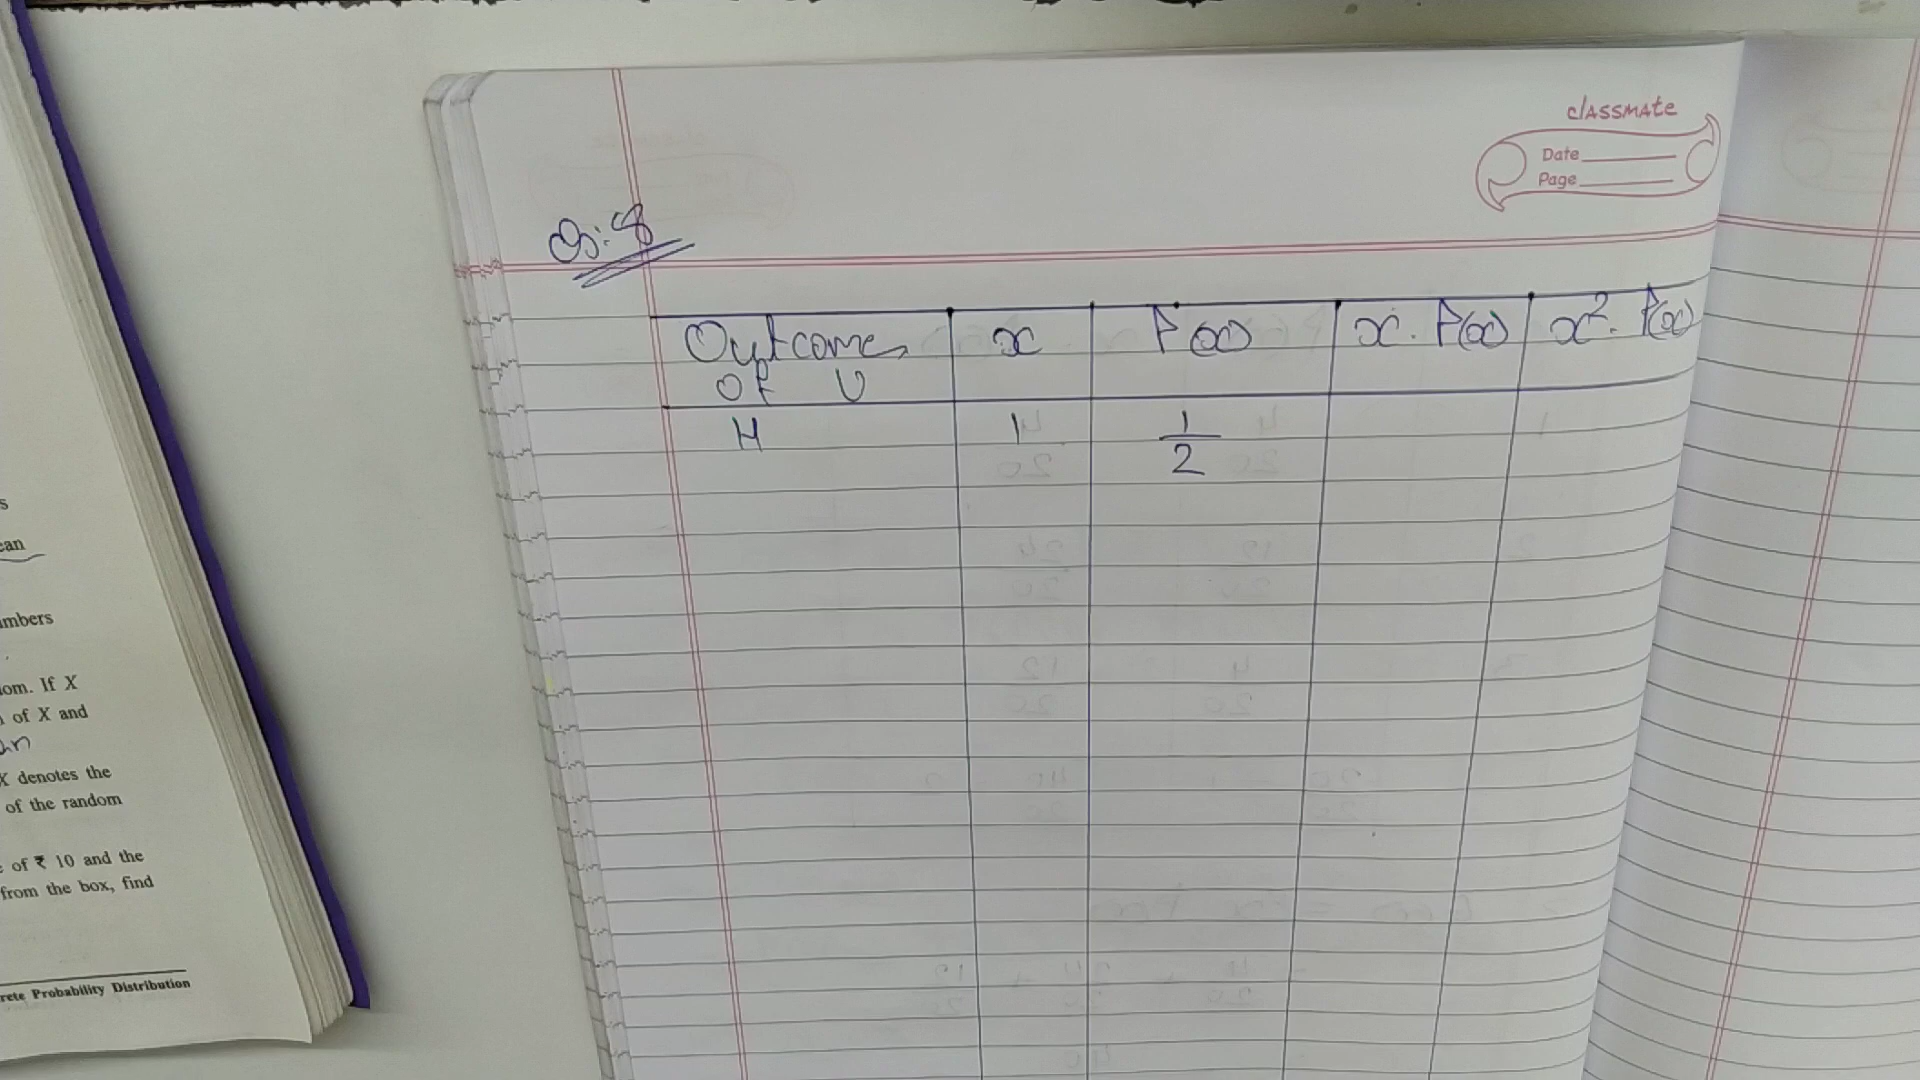 classmate
Date
Page
Q:8
Outcomes x P(x) x. P(x) x². P(x)
of U
H 1 1/2
ean
mbers
om. If X
of X and
X denotes the
of the random
of ₹ 10 and the
from the box, find
rete Probability Distribution